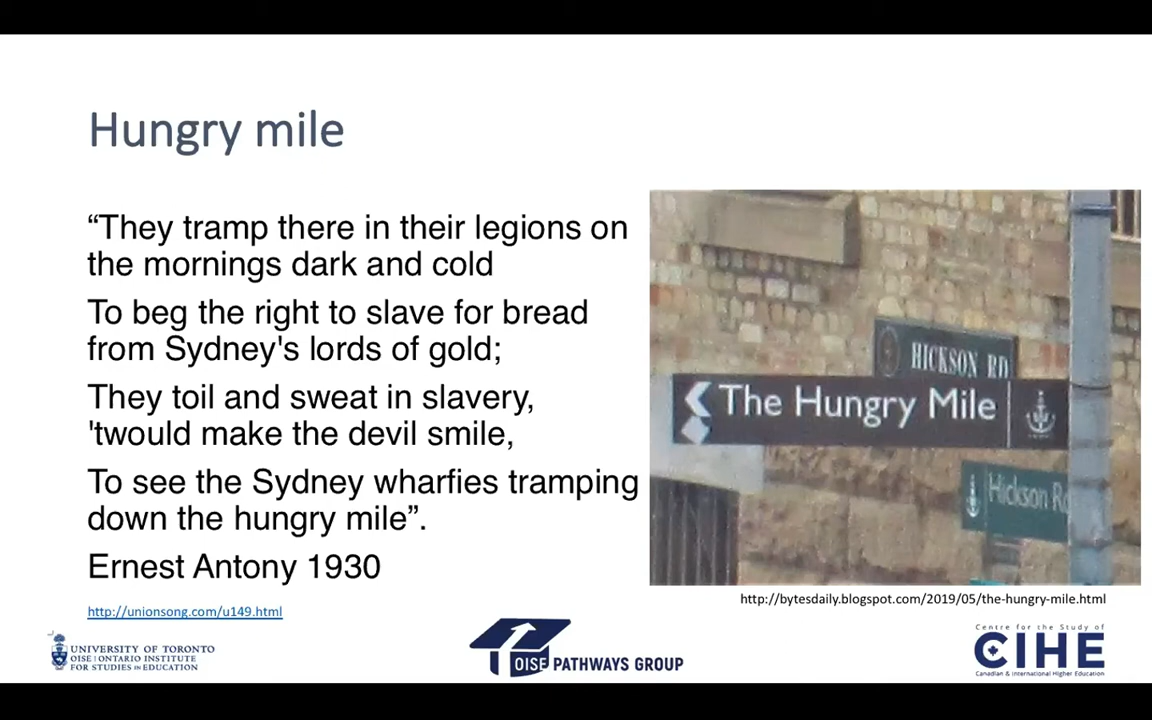 Hungry mile
“They tramp there in their legions on
the mornings dark and cold
To beg the right to slave for bread
from Sydney's lords of gold;
They toil and sweat in slavery,
'twould make the devil smile,
To see the Sydney wharfies tramping
down the hungry mile”.
Ernest Antony 1930
http://unionsong.com/u149.html
HICKSON RD
The Hungry Mile
Hickson Rd
http://bytesdaily.blogspot.com/2019/05/the-hungry-mile.html
UNIVERSITY OF TORONTO
OISE | ONTARIO INSTITUTE
FOR STUDIES IN EDUCATION
OISE PATHWAYS GROUP
Centre for the Study of
CIHE
Canadian & International Higher Education